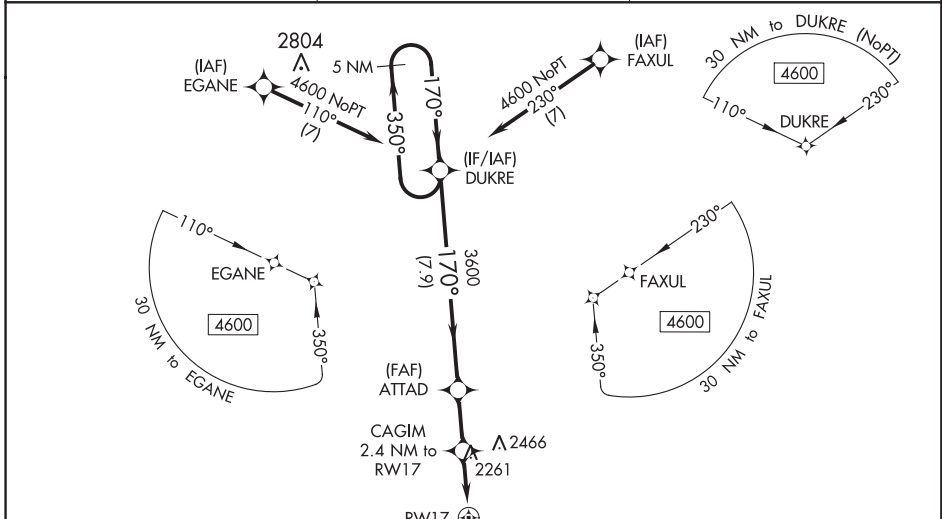 (IAF)
EGANE
2804
4600 NoPT
110°
(7)
5 NM
350°
170°
(IF/IAF)
DUKRE
4600 NoPT
230°
(7)
(IAF)
FAXUL
30 NM to DUKRE (NoPT)
4600
110°
230°
DUKRE
110°
EGANE
4600
350°
30 NM to EGANE
3600
170°
(7.9)
230°
FAXUL
4600
350°
30 NM to FAXUL
(FAF)
ATTAD
CAGIM
2.4 NM to
RW17
2466
2261
RW17